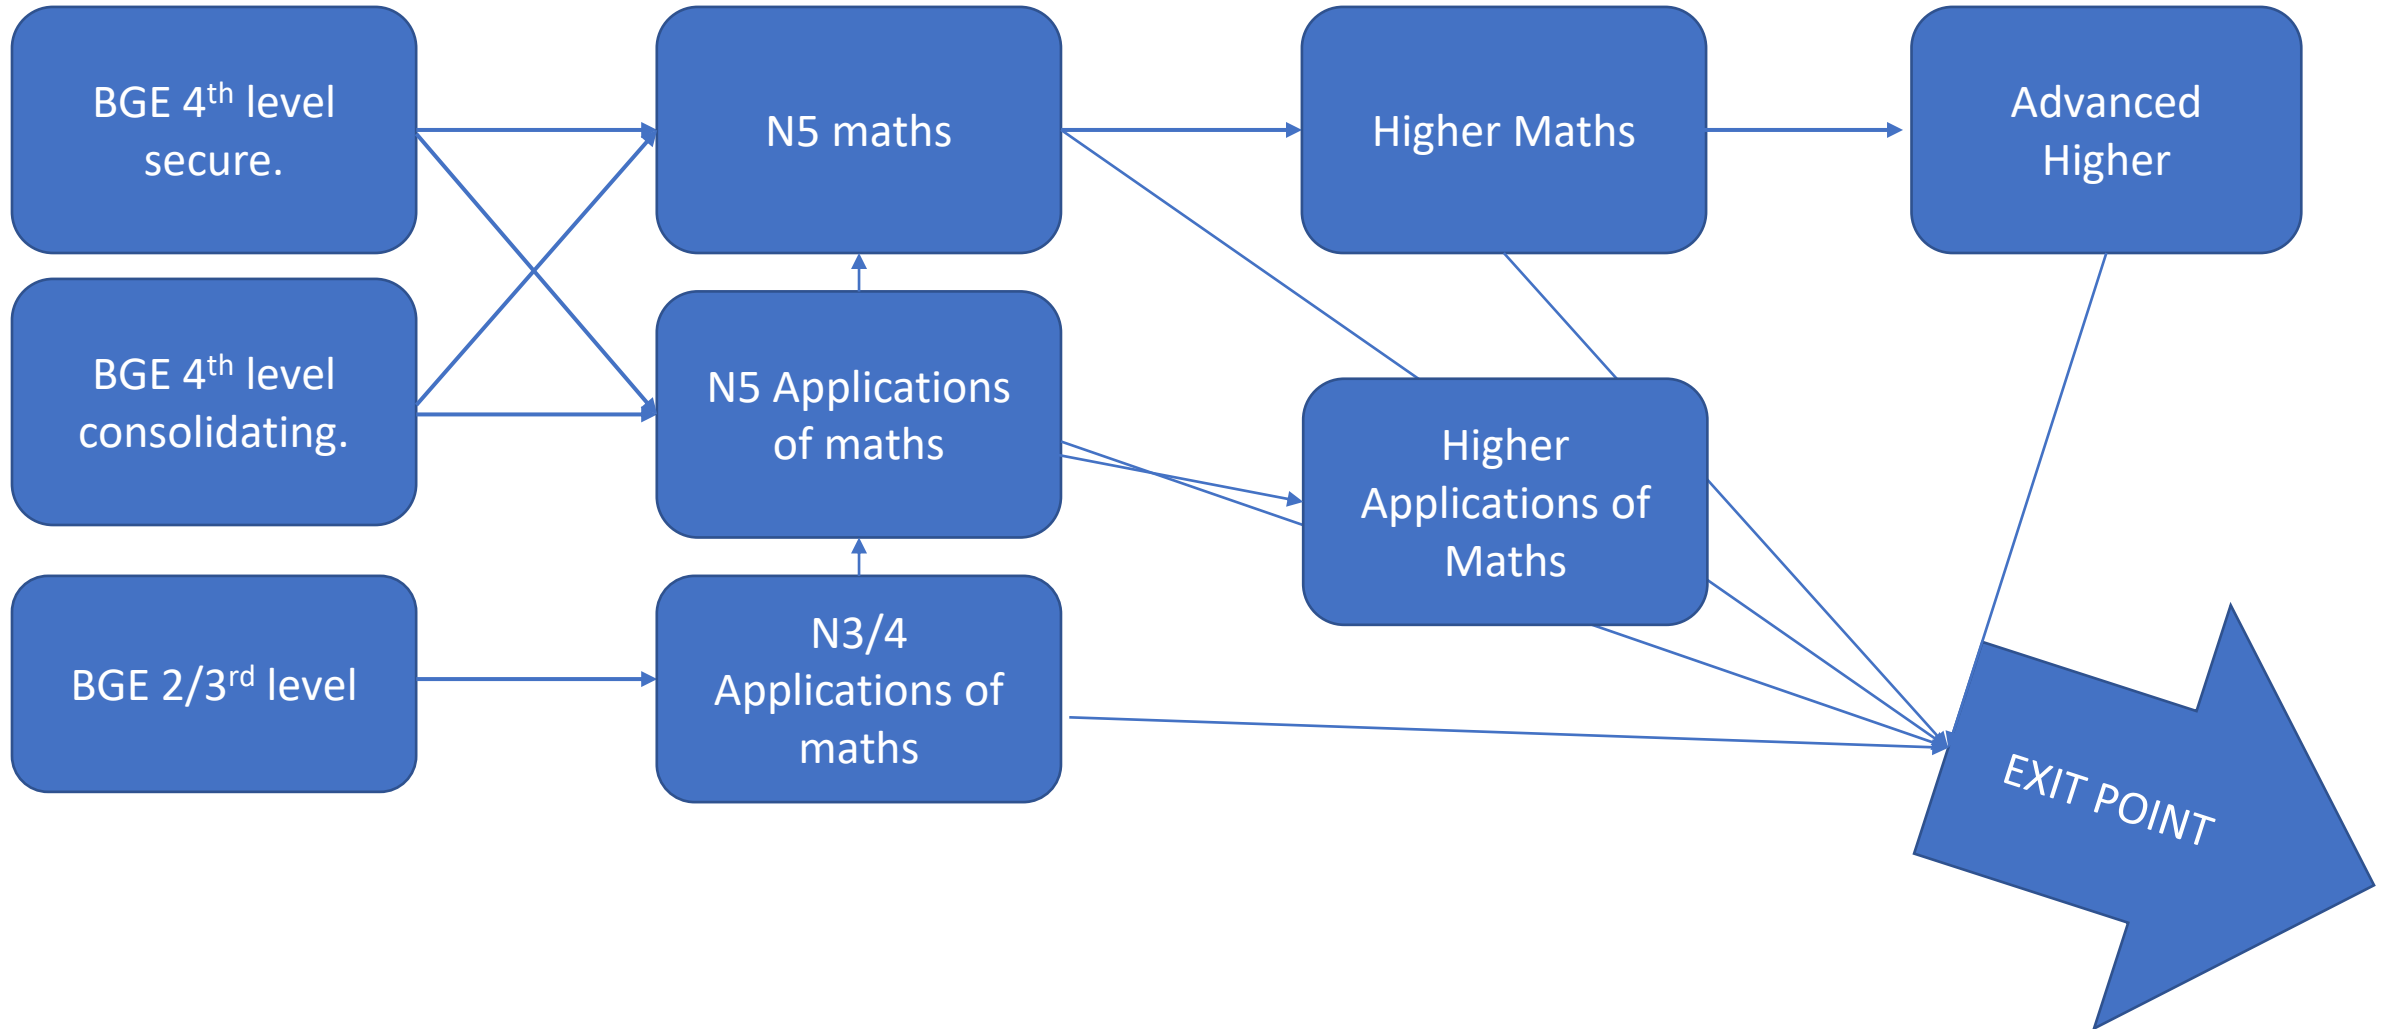 BGE 4th level
secure.
N5 maths
Higher Maths
Advanced
Higher
BGE 4th level
consolidating.
N5 Applications
of maths
Higher
Applications of
Maths
BGE 2/3rd level
N3/4
Applications of
maths
EXIT POINT